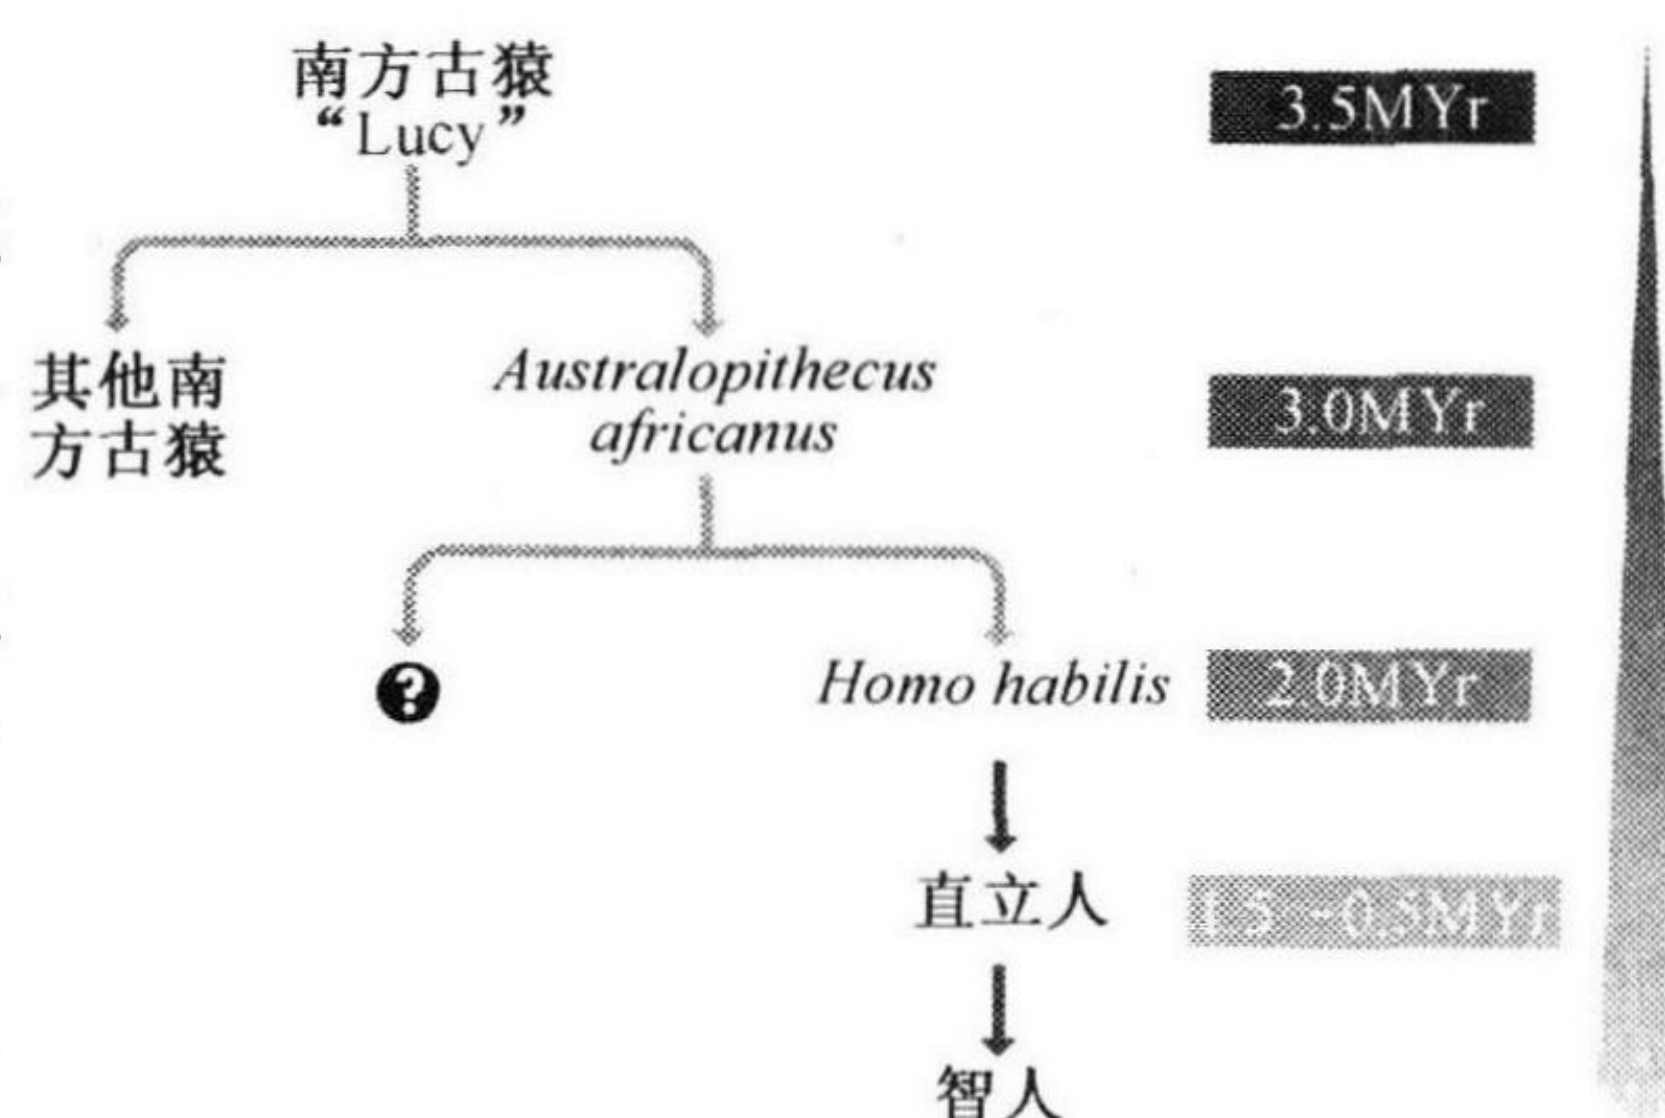 南方古猿
“Lucy”
3.5MYr
其他南
方古猿
Australopithecus
africanus
3.0MYr
?
Homo habilis
2.0MYr
直立人
1.5-0.5MYr
智人